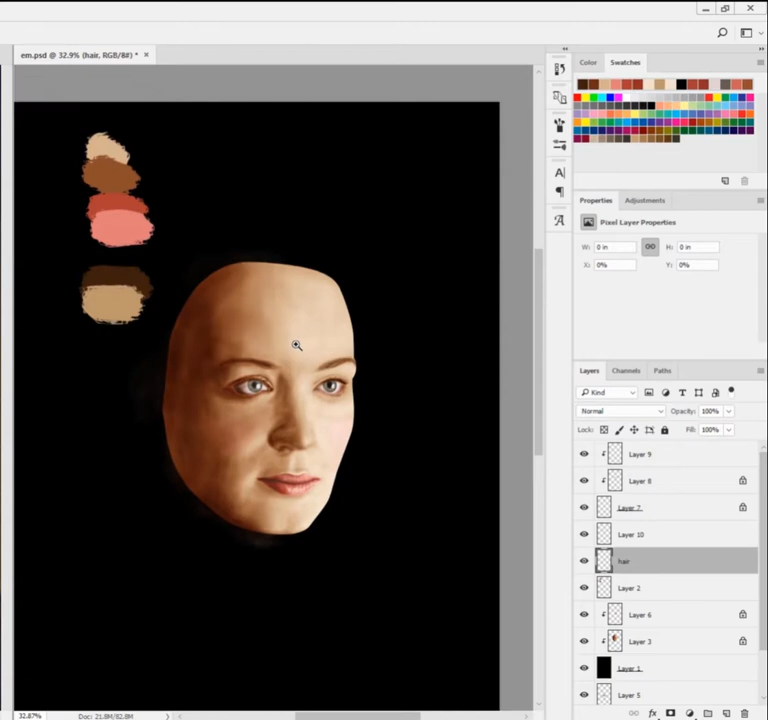 em.psd @ 32.9% (hair, RGB/8#) *
Color Swatches
Properties Adjustments
Pixel Layer Properties
W: 0 in H: 0 in
X: 0% Y: 0%
Layers Channels Paths
Kind
Normal Opacity: 100%
Lock: Fill: 100%
Layer 9
Layer 8
Layer 7
Layer 10
hair
Layer 2
Layer 6
Layer 3
Layer 1
Layer 5
32.87% Doc: 21.8M/82.8M